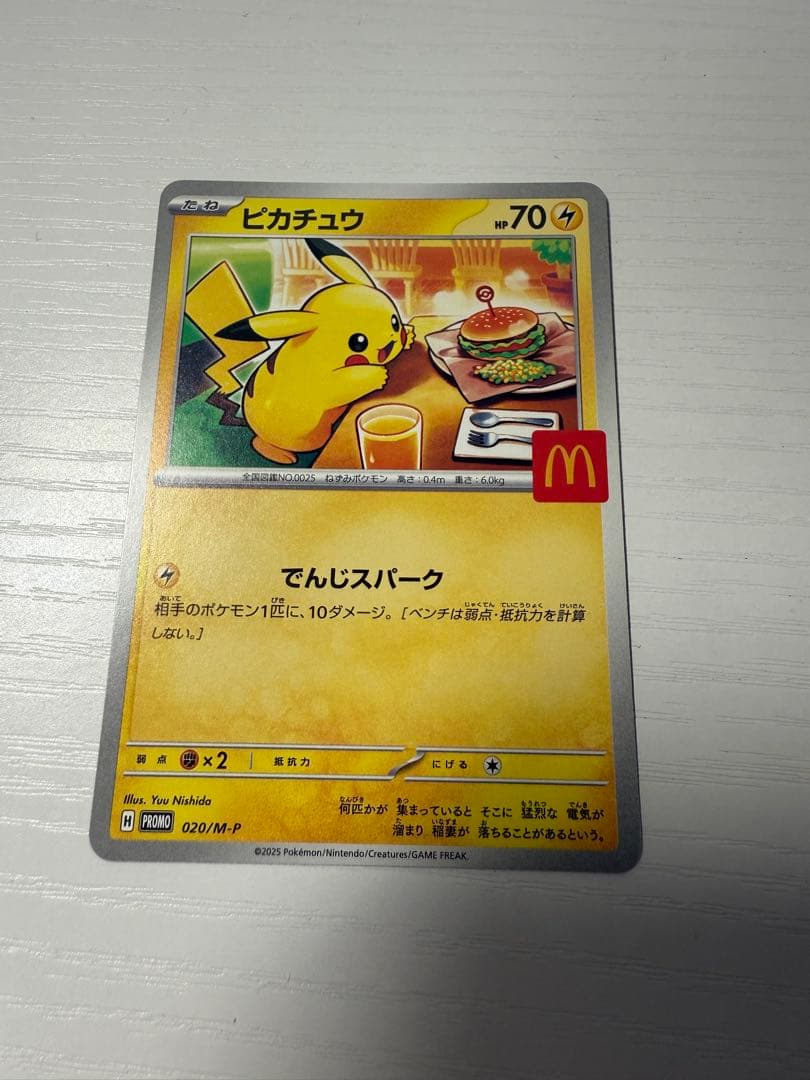 たね ピカチュウ HP70
全国図鑑NO.0025 ねずみポケモン 高さ:0.4m 重さ:6.0kg
でんじスパーク
相手のポケモン1匹に、10ダメージ。[ベンチは弱点・抵抗力を計算
しない。]
弱点 ×2 抵抗力 にげる
Illus. Yuu Nishida
何匹かが 集まっていると そこに 猛烈な 電気が
溜まり 稲妻が 落ちることがあるという。
H PROMO 020/M-P
©2025 Pokémon/Nintendo/Creatures/GAME FREAK.